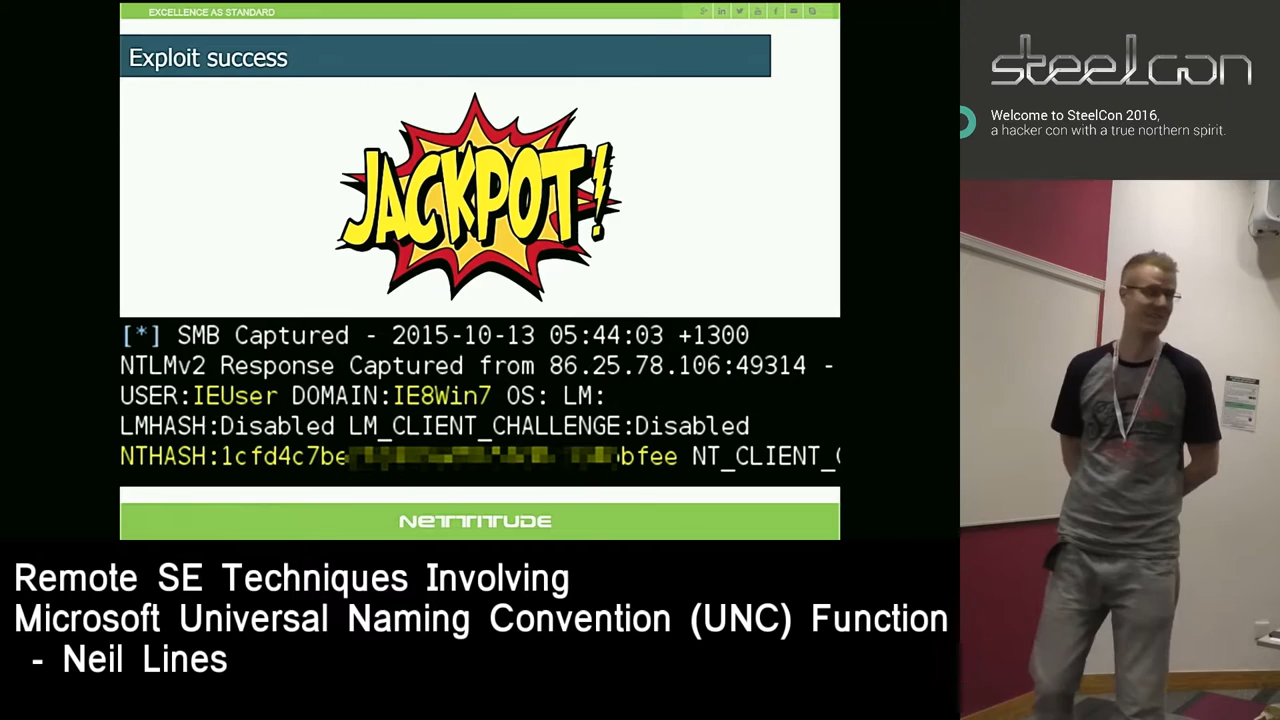 EXCELLENCE AS STANDARD
Exploit success
JACKPOT!
[*] SMB Captured - 2015-10-13 05:44:03 +1300
NTLMv2 Response Captured from 86.25.78.106:49314 -
USER:IEUser DOMAIN:IE8Win7 OS: LM:
LMHASH:Disabled LM_CLIENT_CHALLENGE:Disabled
NTHASH:1cfd4c7be bfee NT_CLIENT_C
NETTITUDE
steelcon
Welcome to SteelCon 2016,
a hacker con with a true northern spirit.
Remote SE Techniques Involving
Microsoft Universal Naming Convention (UNC) Function
- Neil Lines